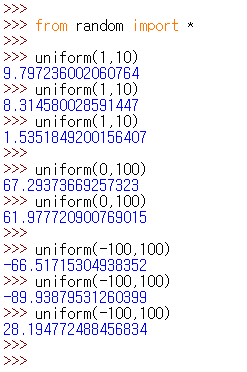 >>>
>>> from random import *
>>>
>>> uniform(1,10)
9.797236002060764
>>> uniform(1,10)
8.314580028591447
>>> uniform(1,10)
1.5351849200156407
>>>
>>> uniform(0,100)
67.29373669257323
>>> uniform(0,100)
61.977720900769015
>>>
>>> uniform(-100,100)
-66.51715304938352
>>> uniform(-100,100)
-89.93879531260399
>>> uniform(-100,100)
28.194772488456834
>>>
>>>